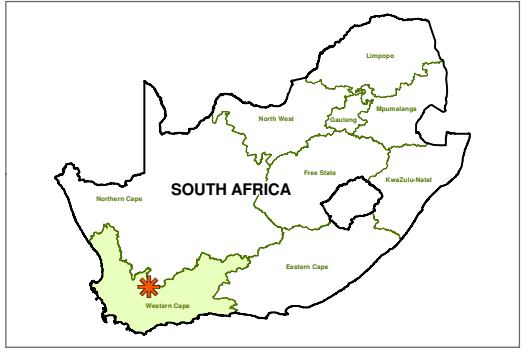 Limpopo
Mpumalanga
North West
Gauteng
Free State
KwaZulu-Natal
SOUTH AFRICA
Northern Cape
Eastern Cape
Western Cape